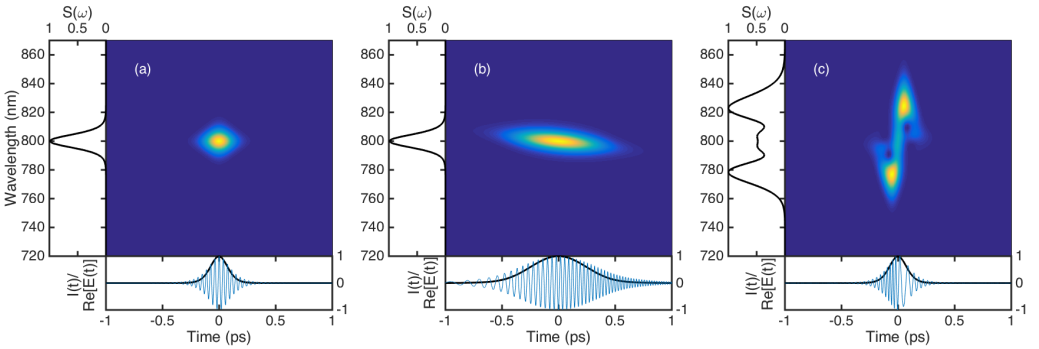 S(ω)
1 0.5 0
860
840
820
800
780
760
740
720
Wavelength (nm)
(a)
I(t)/
Re[E(t)]
1
0
-1
-1 -0.5 0 0.5 1
Time (ps)
S(ω)
1 0.5 0
860
840
820
800
780
760
740
720
(b)
I(t)/
Re[E(t)]
1
0
-1
-1 -0.5 0 0.5 1
Time (ps)
S(ω)
1 0.5 0
860
840
820
800
780
760
740
720
(c)
I(t)/
Re[E(t)]
1
0
-1
-1 -0.5 0 0.5 1
Time (ps)